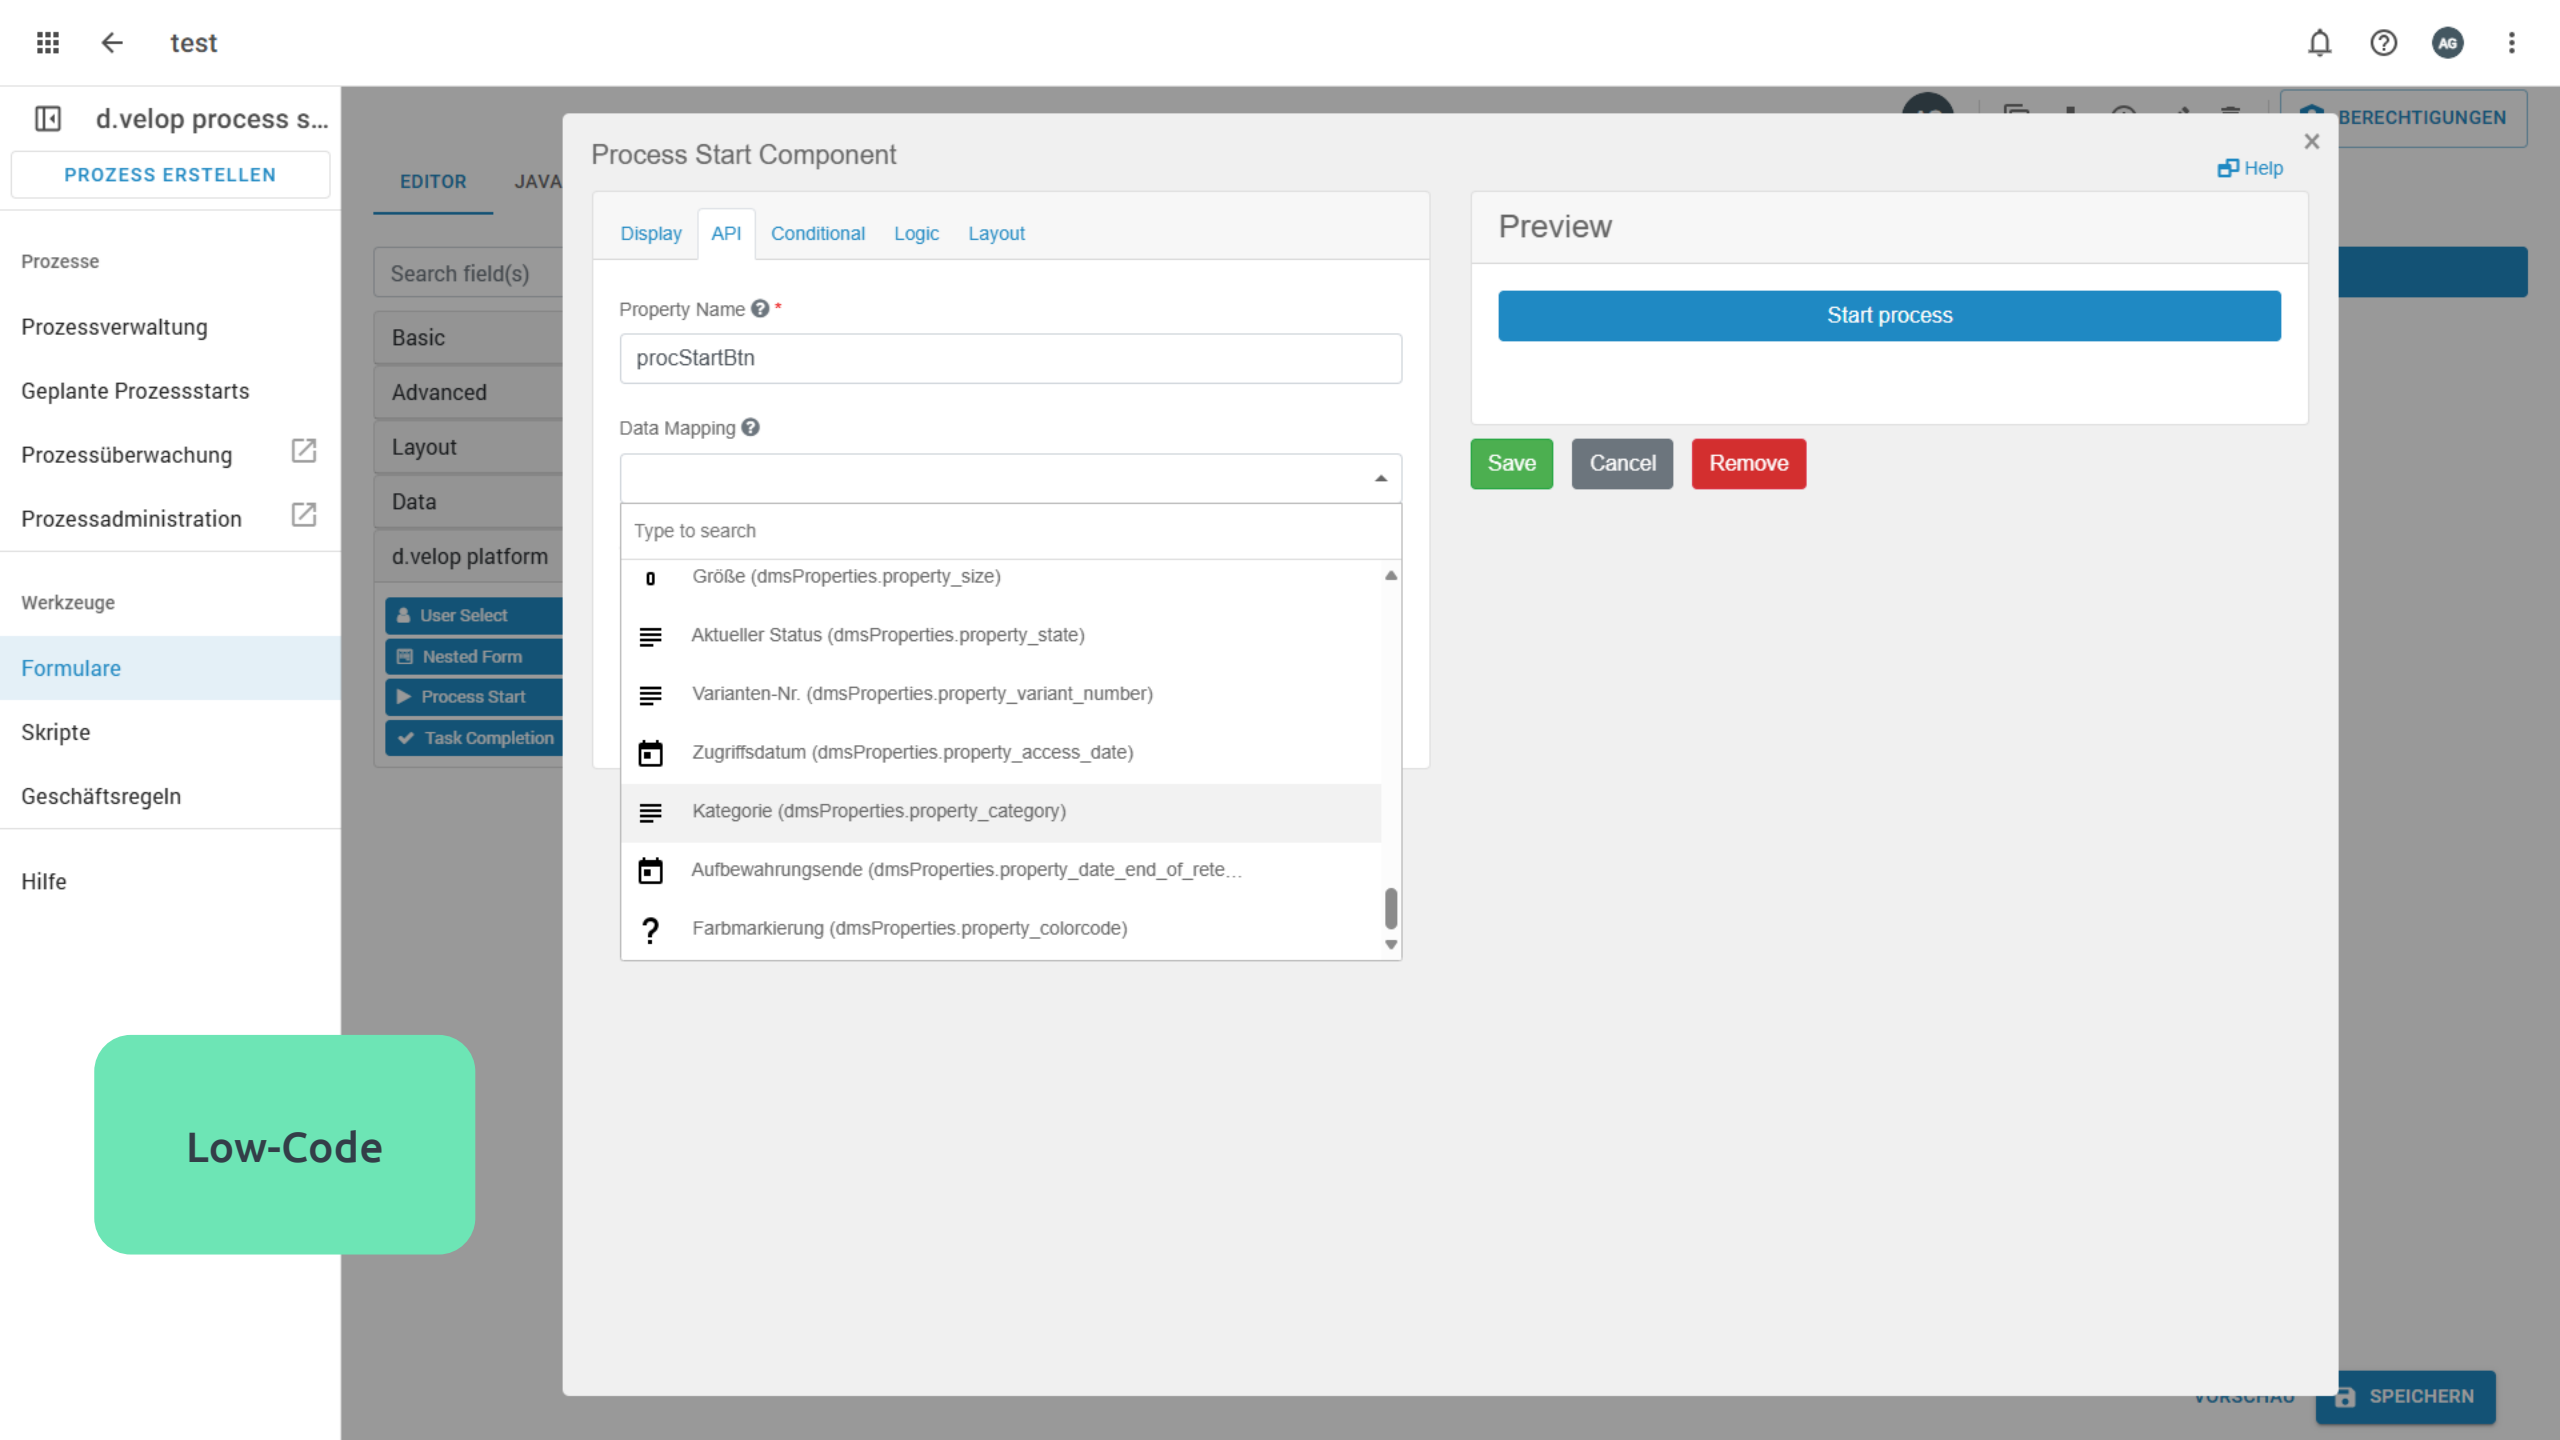 test
AG
d.velop process s...
PROZESS ERSTELLEN
Prozesse
Prozessverwaltung
Geplante Prozessstarts
Prozessüberwachung
Prozessadministration
Werkzeuge
Formulare
Skripte
Geschäftsregeln
Hilfe
BERECHTIGUNGEN
EDITOR
JAVA
Search field(s)
Basic
Advanced
Layout
Data
d.velop platform
User Select
Nested Form
Process Start
Task Completion
Process Start Component
Help
Display
API
Conditional
Logic
Layout
Property Name *
procStartBtn
Data Mapping
Type to search
Größe (dmsProperties.property_size)
Aktueller Status (dmsProperties.property_state)
Varianten-Nr. (dmsProperties.property_variant_number)
Zugriffsdatum (dmsProperties.property_access_date)
Kategorie (dmsProperties.property_category)
Aufbewahrungsende (dmsProperties.property_date_end_of_rete...
Farbmarkierung (dmsProperties.property_colorcode)
Preview
Start process
Save
Cancel
Remove
Low-Code
VORSCHAU
SPEICHERN